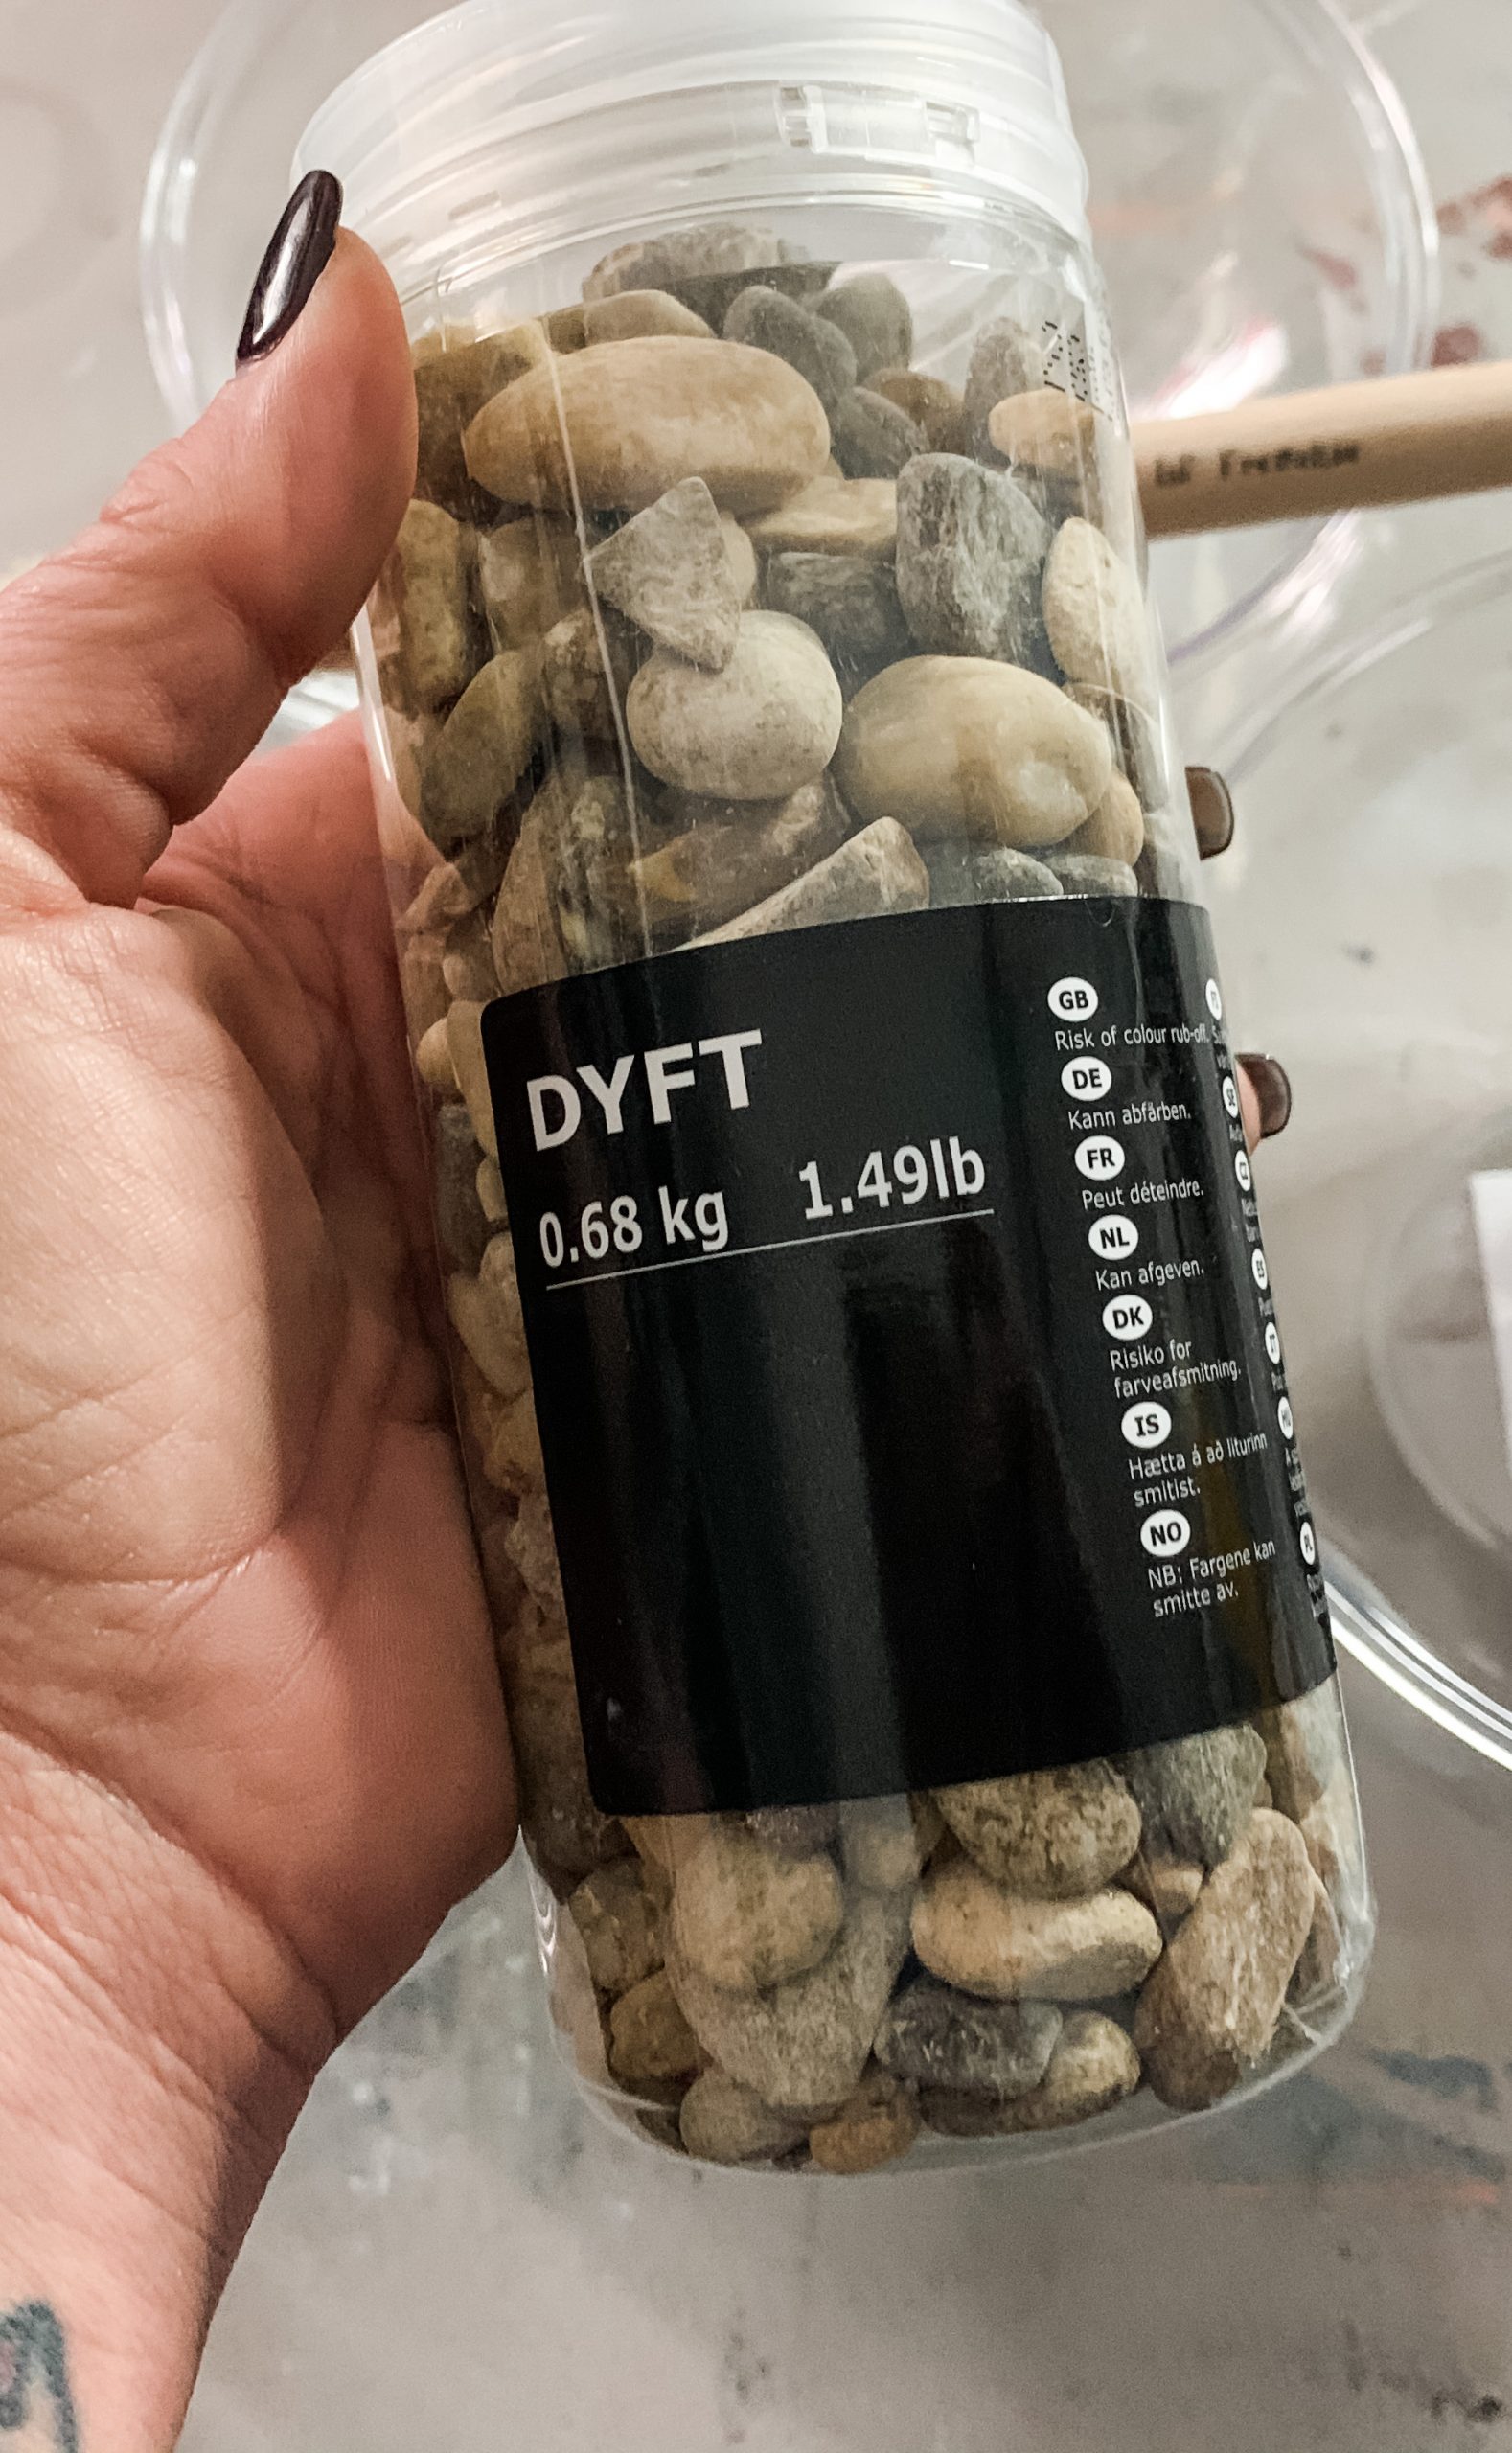 DYFT
0.68 kg 1.49lb
GB
Risk of colour rub-off.
DE
Kann abfärben.
FR
Peut déteindre.
NL
Kan afgeven.
DK
Risiko for
farveafsmitning.
IS
Hætta á að liturinn
smitist.
NO
NB: Fargene kan
smitte av.